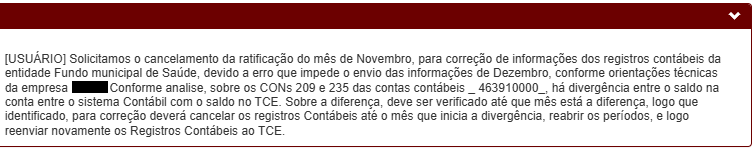 [USUÁRIO] Solicitamos o cancelamento da ratificação do mês de Novembro, para correção de informações dos registros contábeis da
entidade Fundo municipal de Saúde, devido a erro que impede o envio das informações de Dezembro, conforme orientações técnicas
da empresa Conforme analise, sobre os CONs 209 e 235 das contas contábeis _ 463910000_, há divergência entre o saldo na
conta entre o sistema Contábil com o saldo no TCE. Sobre a diferença, deve ser verificado até que mês está a diferença, logo que
identificado, para correção deverá cancelar os registros Contábeis até o mês que inicia a divergência, reabrir os períodos, e logo
reenviar novamente os Registros Contábeis ao TCE.